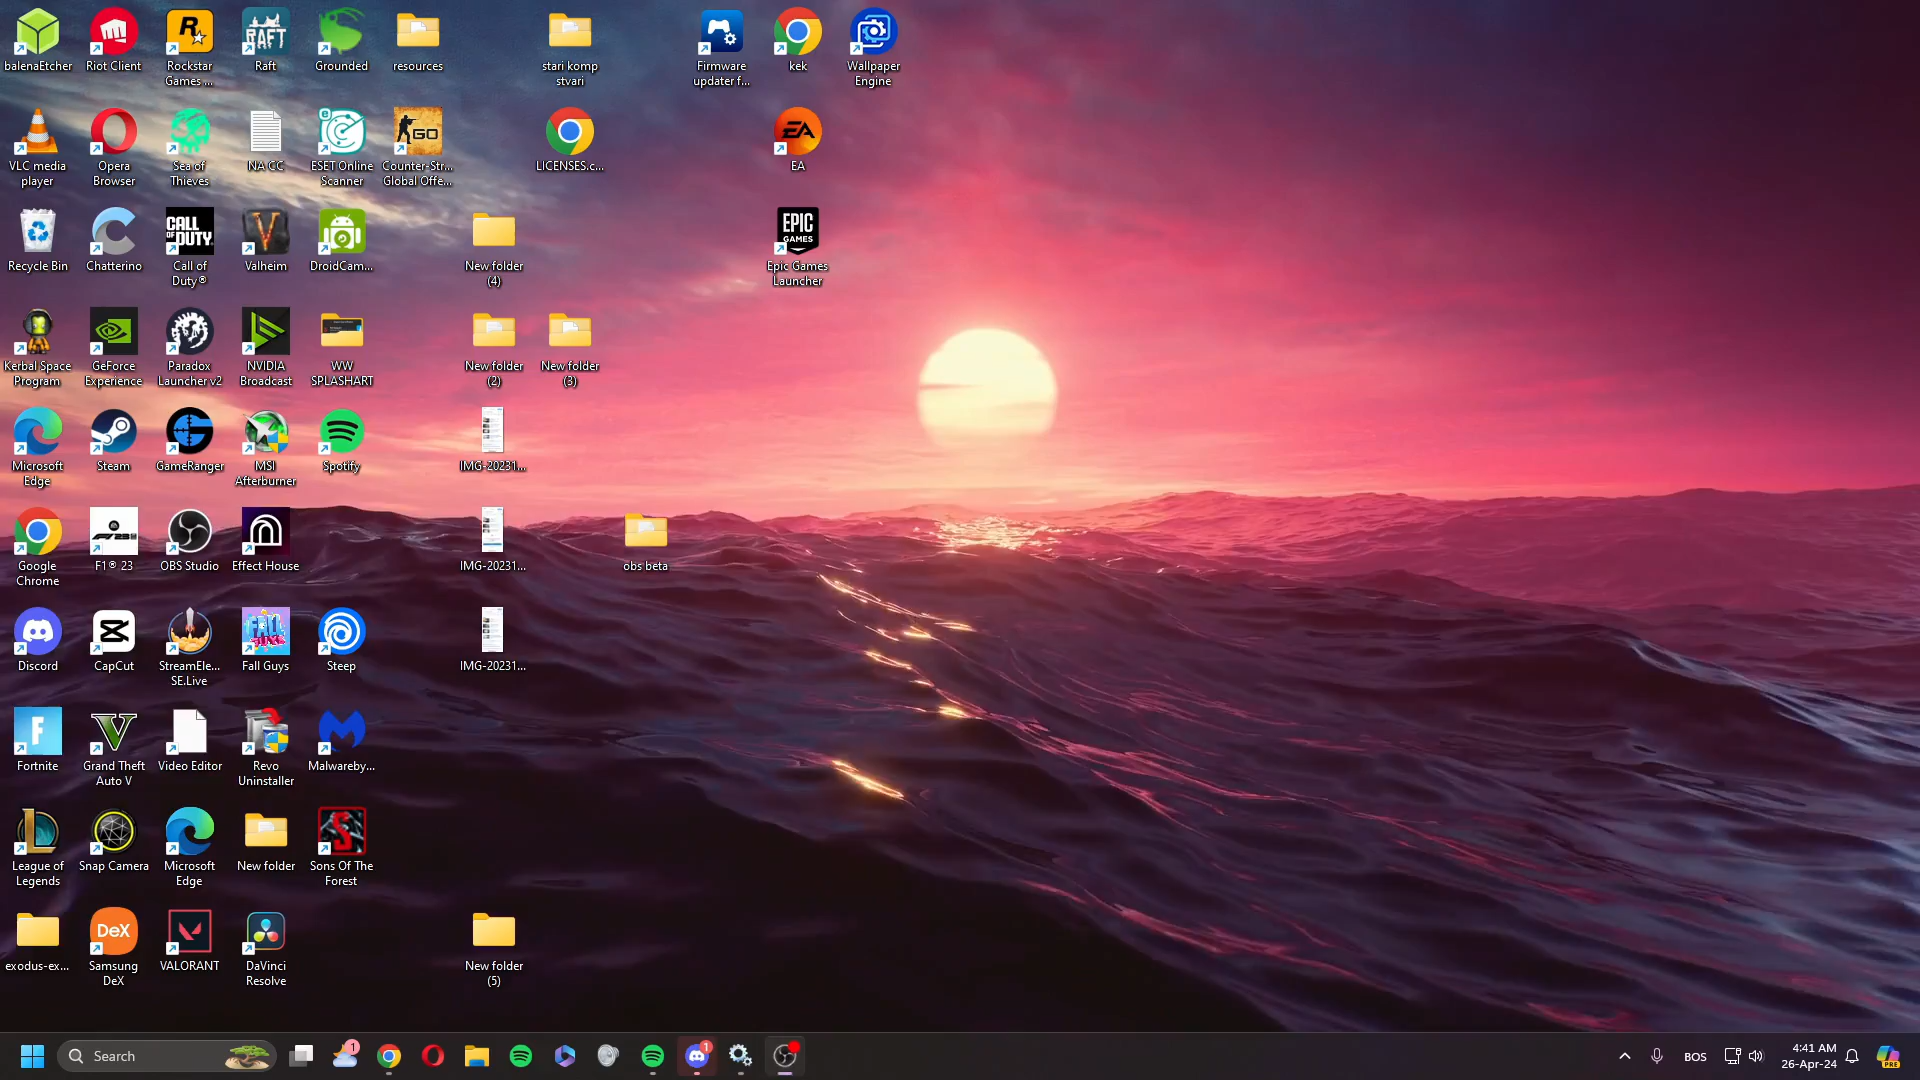 balenaEtcher
Riot Client
Rockstar Games ...
Raft
Grounded
resources
stari komp stvari
Firmware updater f...
kek
Wallpaper Engine
VLC media player
Opera Browser
Sea of Thieves
NA CC
ESET Online Scanner
Counter-Str... Global Offe...
LICENSES.c...
EA
Recycle Bin
Chatterino
Call of Duty®
Valheim
DroidCam...
New folder (4)
Epic Games Launcher
Kerbal Space Program
GeForce Experience
Paradox Launcher v2
NVIDIA Broadcast
WW SPLASHART
New folder (2)
New folder (3)
Microsoft Edge
Steam
GameRanger
MSI Afterburner
Spotify
IMG-20231...
Google Chrome
F1® 23
OBS Studio
Effect House
IMG-20231...
obs beta
Discord
CapCut
StreamEle... SE.Live
Fall Guys
Steep
IMG-20231...
Fortnite
Grand Theft Auto V
Video Editor
Revo Uninstaller
Malwareby...
League of Legends
Snap Camera
Microsoft Edge
New folder
Sons Of The Forest
exodus-ex...
Samsung DeX
VALORANT
DaVinci Resolve
New folder (5)
Search
BOS
4:41 AM
26-Apr-24